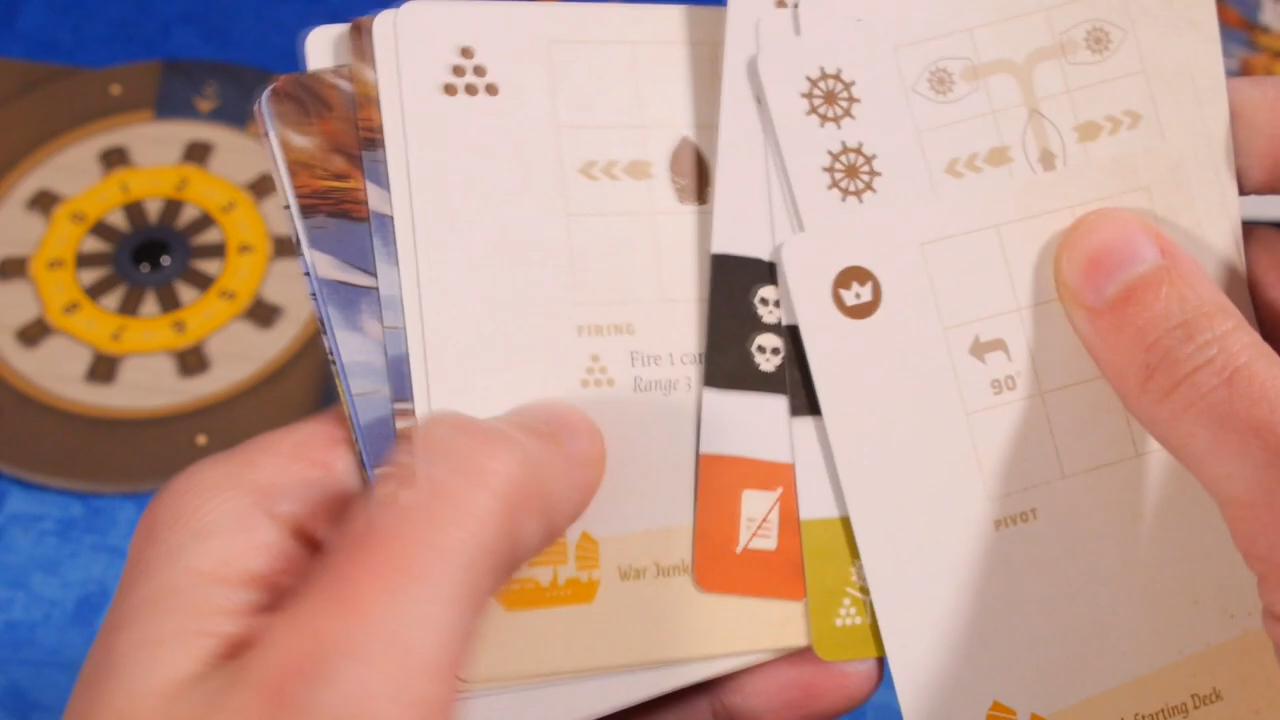 FIRING
Fire 1 car
Range 3
War Junk
90°
PIVOT
Starting Deck